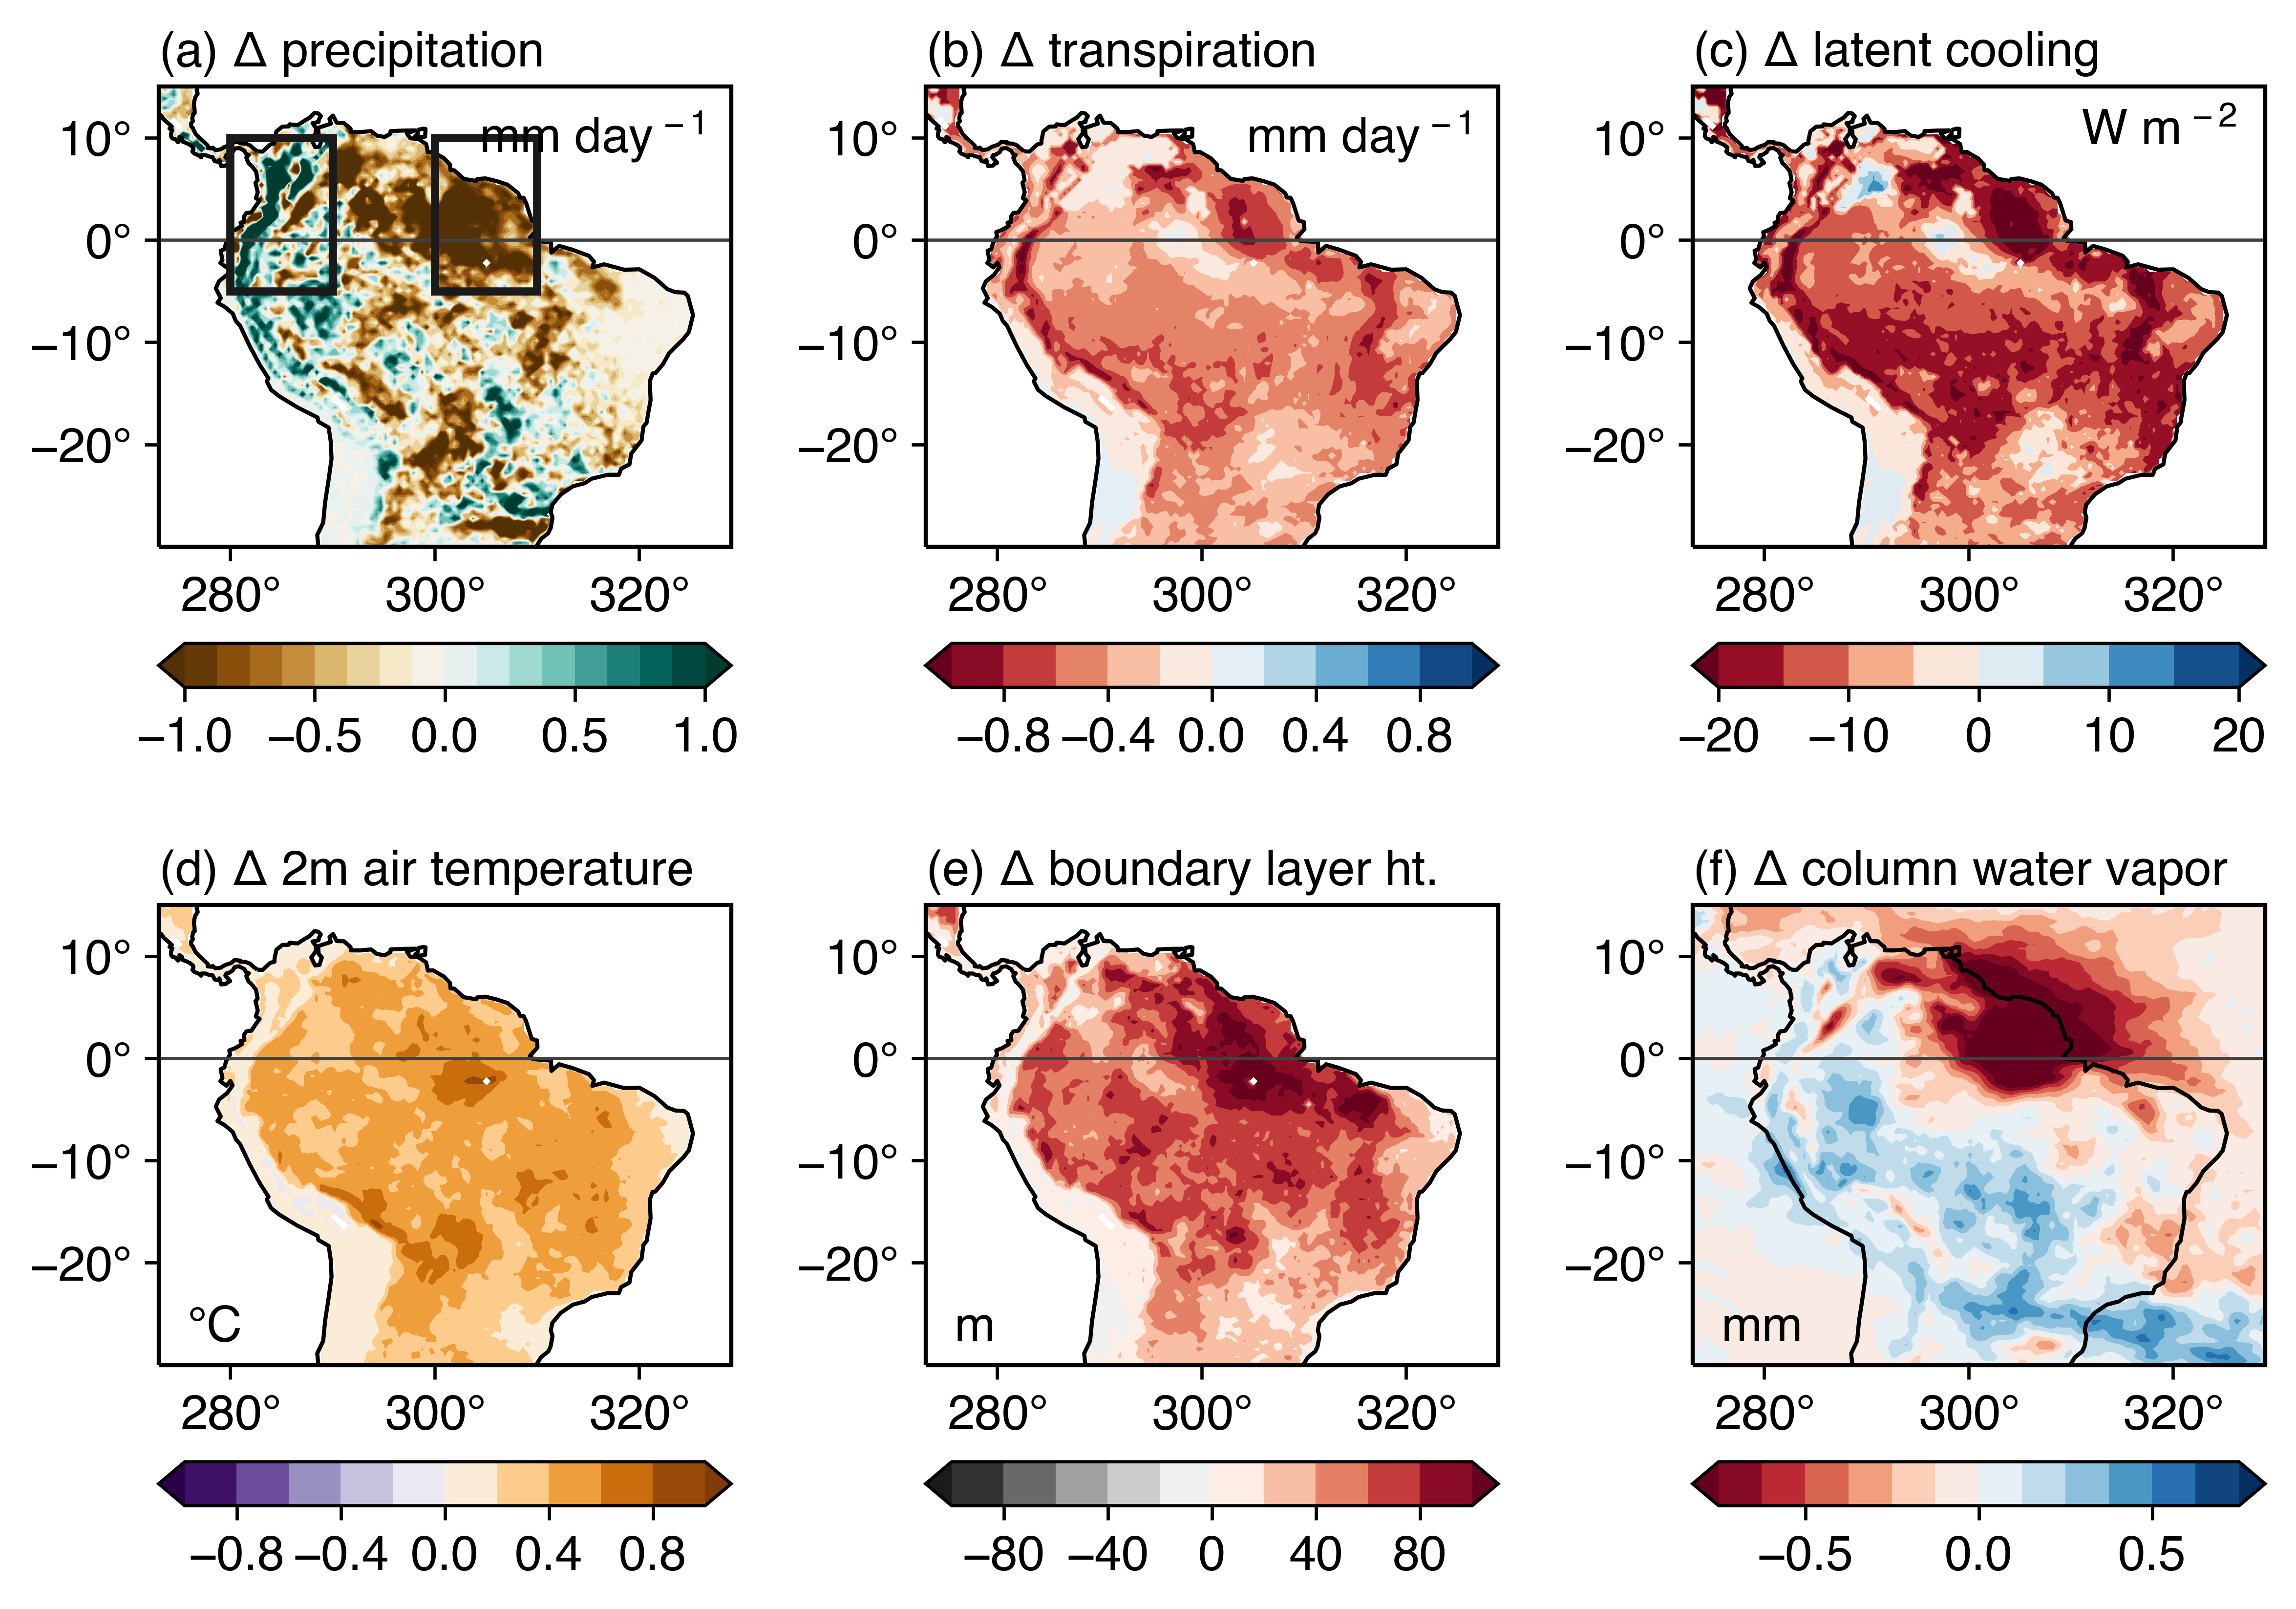 (a) Δ precipitation
(b) Δ transpiration
(c) Δ latent cooling
mm day −1
mm day −1
W m −2
10°
0°
−10°
−20°
10°
0°
−10°
−20°
10°
0°
−10°
−20°
280° 300° 320°
280° 300° 320°
280° 300° 320°
−1.0 −0.5 0.0 0.5 1.0
−0.8 −0.4 0.0 0.4 0.8
−20 −10 0 10 20
(d) Δ 2m air temperature
(e) Δ boundary layer ht.
(f) Δ column water vapor
10°
0°
−10°
−20°
10°
0°
−10°
−20°
10°
0°
−10°
−20°
°C
m
mm
280° 300° 320°
280° 300° 320°
280° 300° 320°
−0.8 −0.4 0.0 0.4 0.8
−80 −40 0 40 80
−0.5 0.0 0.5